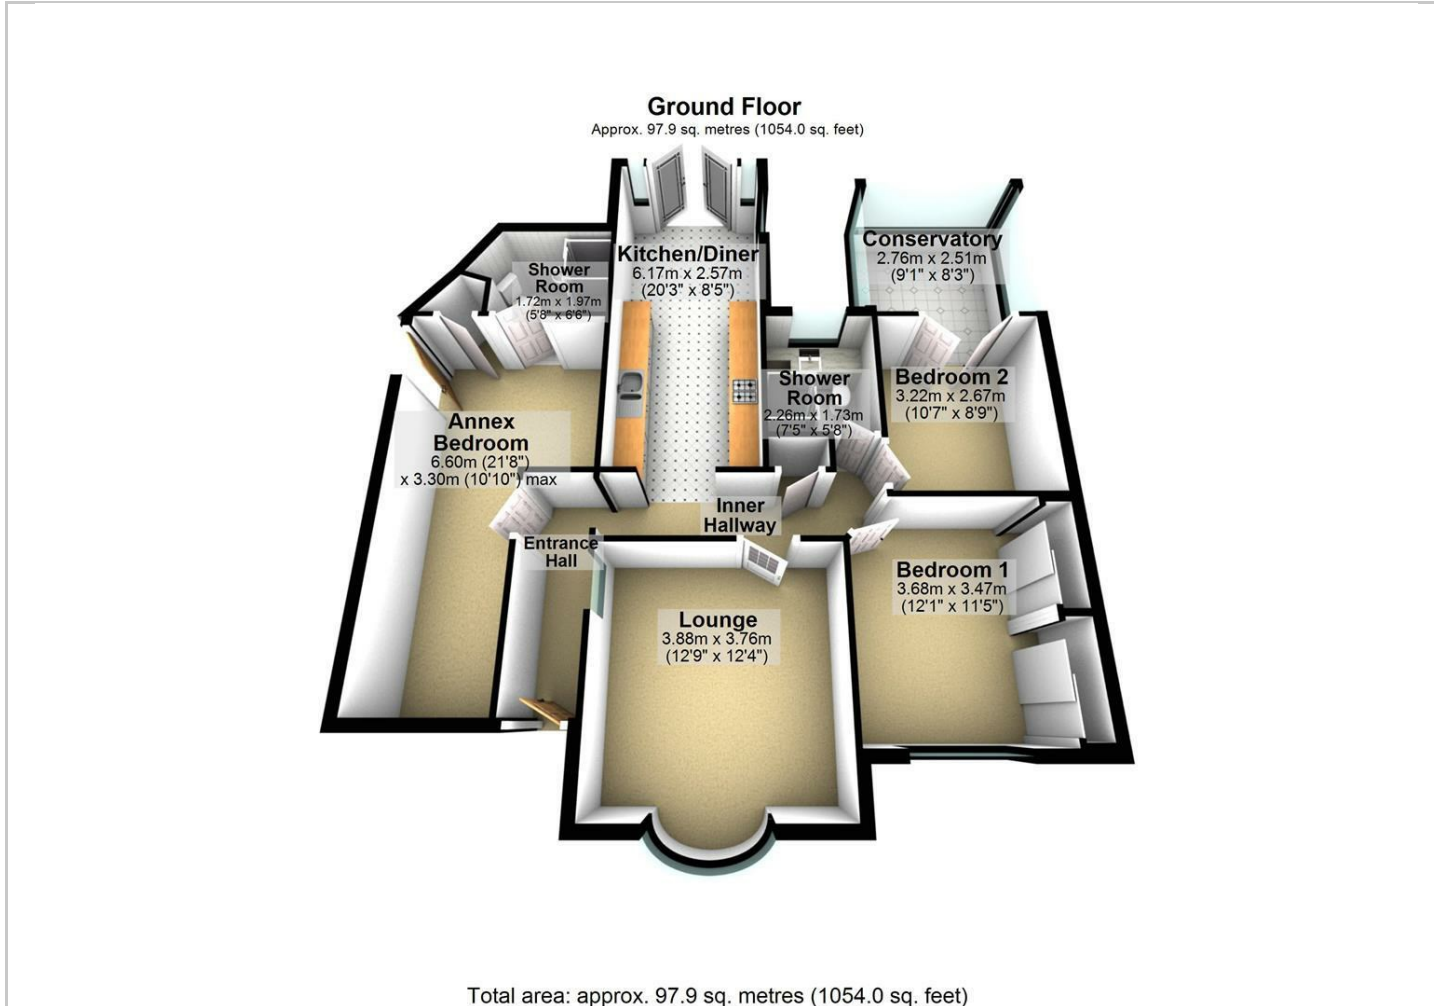 Ground Floor
Approx. 97.9 sq. metres (1054.0 sq. feet)
Conservatory
2.76m x 2.51m
(9'1" x 8'3")
Kitchen/Diner
6.17m x 2.57m
(20'3" x 8'5")
Shower
Room
1.72m x 1.97m
(5'8" x 6'6")
Shower
Room
2.26m x 1.73m
(7'5" x 5'8")
Bedroom 2
3.22m x 2.67m
(10'7" x 8'9")
Annex
Bedroom
6.60m (21'8")
x 3.30m (10'10") max
Inner
Hallway
Entrance
Hall
Bedroom 1
3.68m x 3.47m
(12'1" x 11'5")
Lounge
3.88m x 3.76m
(12'9" x 12'4")
Total area: approx. 97.9 sq. metres (1054.0 sq. feet)